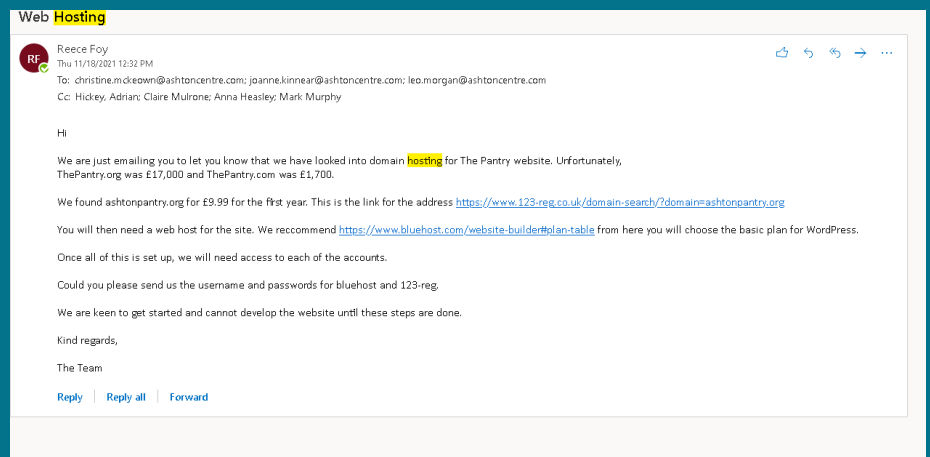 Web Hosting
RF
Reece Foy
Thu 11/18/2021 12:32 PM
To: christine.mckeown@ashtoncentre.com; joanne.kinnear@ashtoncentre.com; leo.morgan@ashtoncentre.com
Cc: Hickey, Adrian; Claire Mulrone; Anna Heasley; Mark Murphy
Hi
We are just emailing you to let you know that we have looked into domain hosting for The Pantry website. Unfortunately,
ThePantry.org was £17,000 and ThePantry.com was £1,700.
We found ashtonpantry.org for £9.99 for the first year. This is the link for the address https://www.123-reg.co.uk/domain-search/?domain=ashtonpantry.org
You will then need a web host for the site. We reccommend https://www.bluehost.com/website-builder#plan-table from here you will choose the basic plan for WordPress.
Once all of this is set up, we will need access to each of the accounts.
Could you please send us the username and passwords for bluehost and 123-reg.
We are keen to get started and cannot develop the website until these steps are done.
Kind regards,
The Team
Reply Reply all Forward